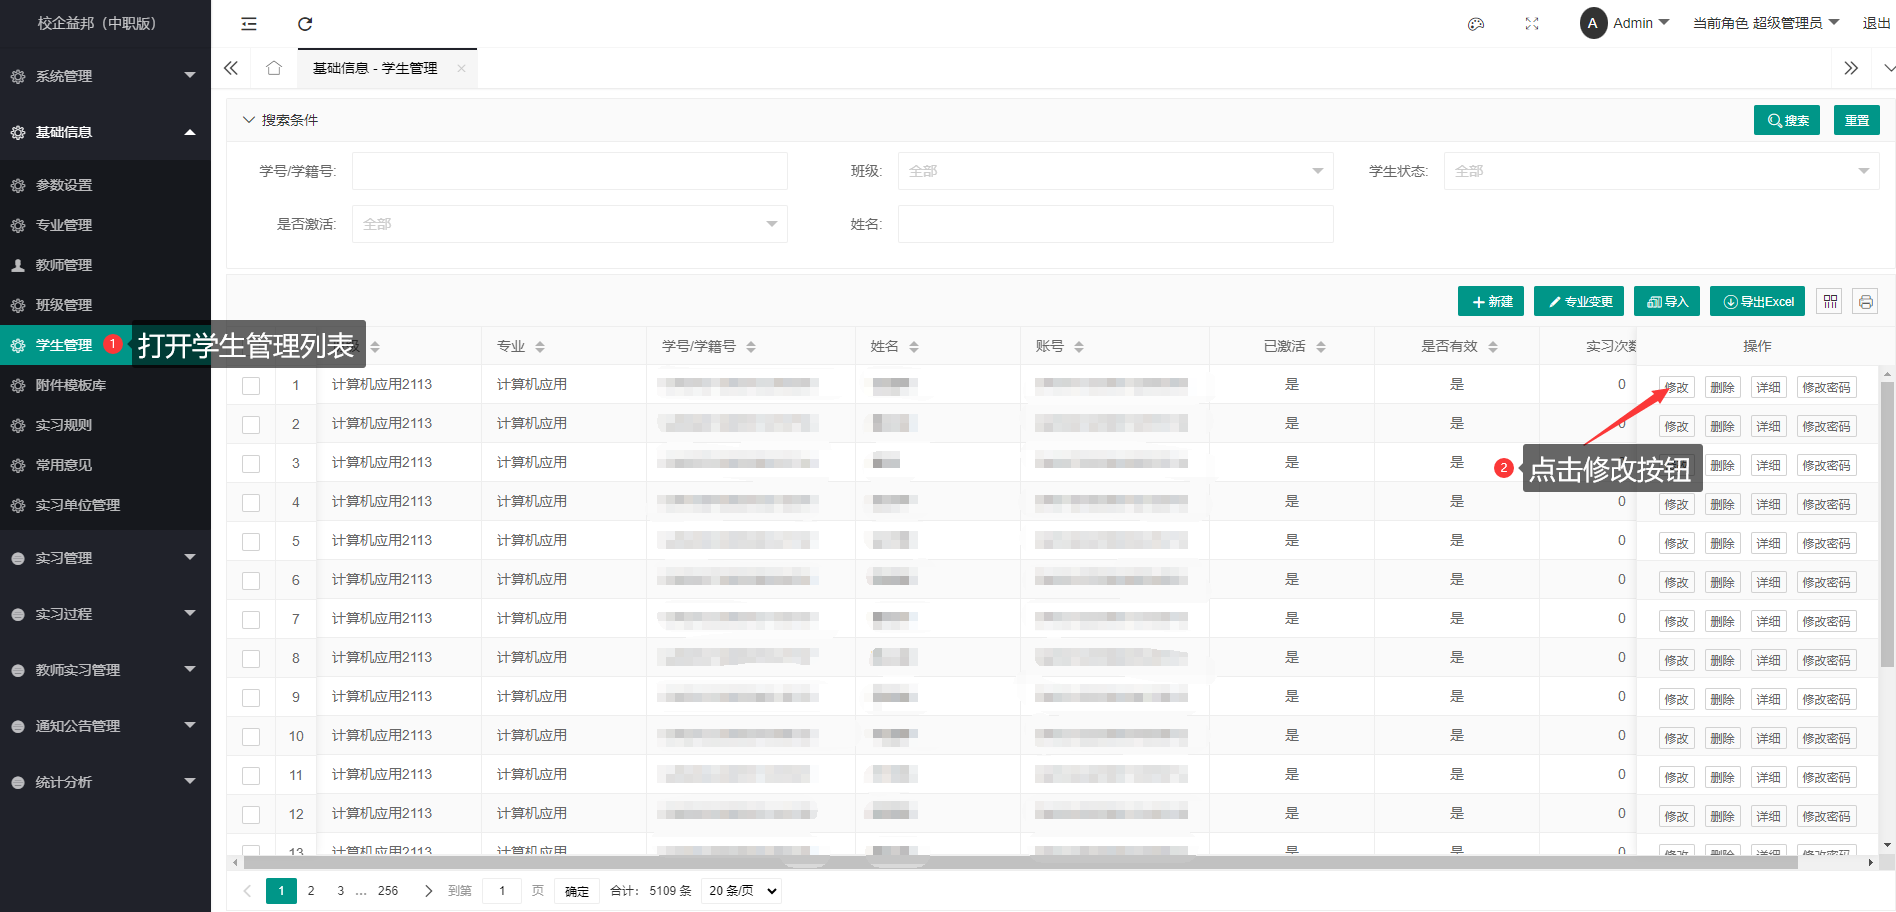 校企益邦（中职版）
A Admin 当前角色 超级管理员 退出
基础信息 - 学生管理
系统管理
基础信息
参数设置
专业管理
教师管理
班级管理
学生管理 1 打开学生管理列表
附件模板库
实习规则
常用意见
实习单位管理
实习管理
实习过程
教师实习管理
通知公告管理
统计分析
搜索条件 搜索 重置
学号/学籍号: 班级: 全部 学生状态: 全部
是否激活: 全部 姓名:
新建 专业变更 导入 导出Excel
专业 学号/学籍号 姓名 账号 已激活 是否有效 实习次数 操作
1 计算机应用2113 计算机应用 是 是 0 修改 删除 详细 修改密码
2 计算机应用2113 计算机应用 是 是 0 修改 删除 详细 修改密码
3 计算机应用2113 计算机应用 是 是 删除 详细 修改密码
2 点击修改按钮
4 计算机应用2113 计算机应用 是 是 0 修改 删除 详细 修改密码
5 计算机应用2113 计算机应用 是 是 0 修改 删除 详细 修改密码
6 计算机应用2113 计算机应用 是 是 0 修改 删除 详细 修改密码
7 计算机应用2113 计算机应用 是 是 0 修改 删除 详细 修改密码
8 计算机应用2113 计算机应用 是 是 0 修改 删除 详细 修改密码
9 计算机应用2113 计算机应用 是 是 0 修改 删除 详细 修改密码
10 计算机应用2113 计算机应用 是 是 0 修改 删除 详细 修改密码
11 计算机应用2113 计算机应用 是 是 0 修改 删除 详细 修改密码
12 计算机应用2113 计算机应用 是 是 0 修改 删除 详细 修改密码
13 计算机应用2113 计算机应用 是 是 0 修改 删除 详细 修改密码
1 2 3 … 256 到第 1 页 确定 合计： 5109 条 20 条/页